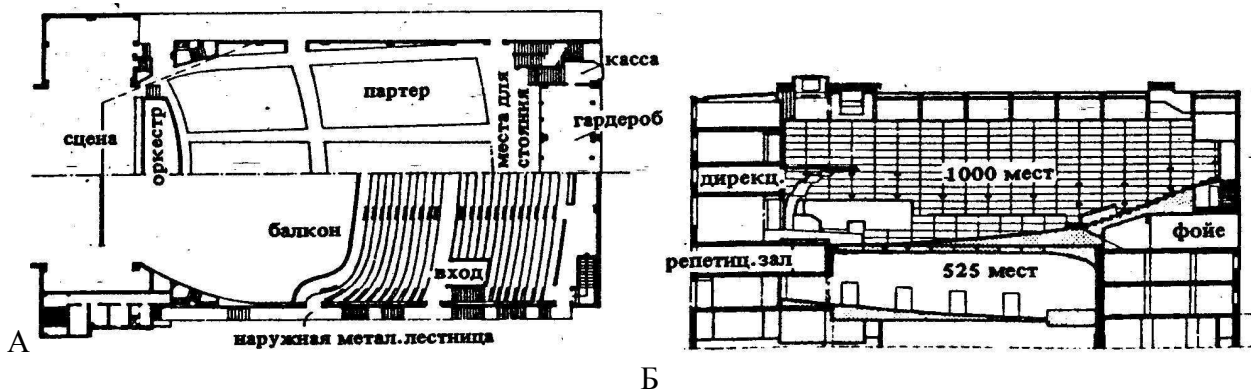 касса
партер
гардероб
сцена
оркестр
места для
стояния
балкон
вход
наружная метал.лестница
А
дирекц.
1000 мест
фойе
репетиц.зал
525 мест
Б